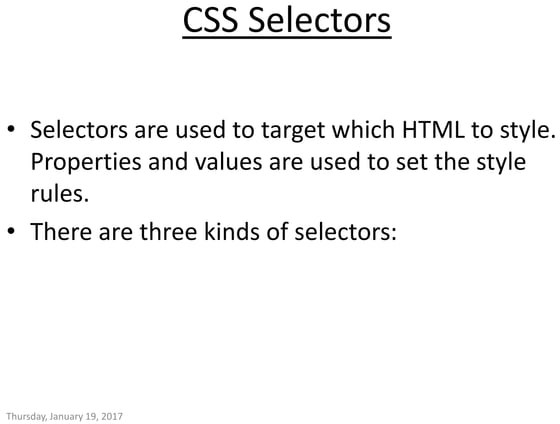 CSS Selectors
• Selectors are used to target which HTML to style.
Properties and values are used to set the style
rules.
• There are three kinds of selectors:
Thursday, January 19, 2017